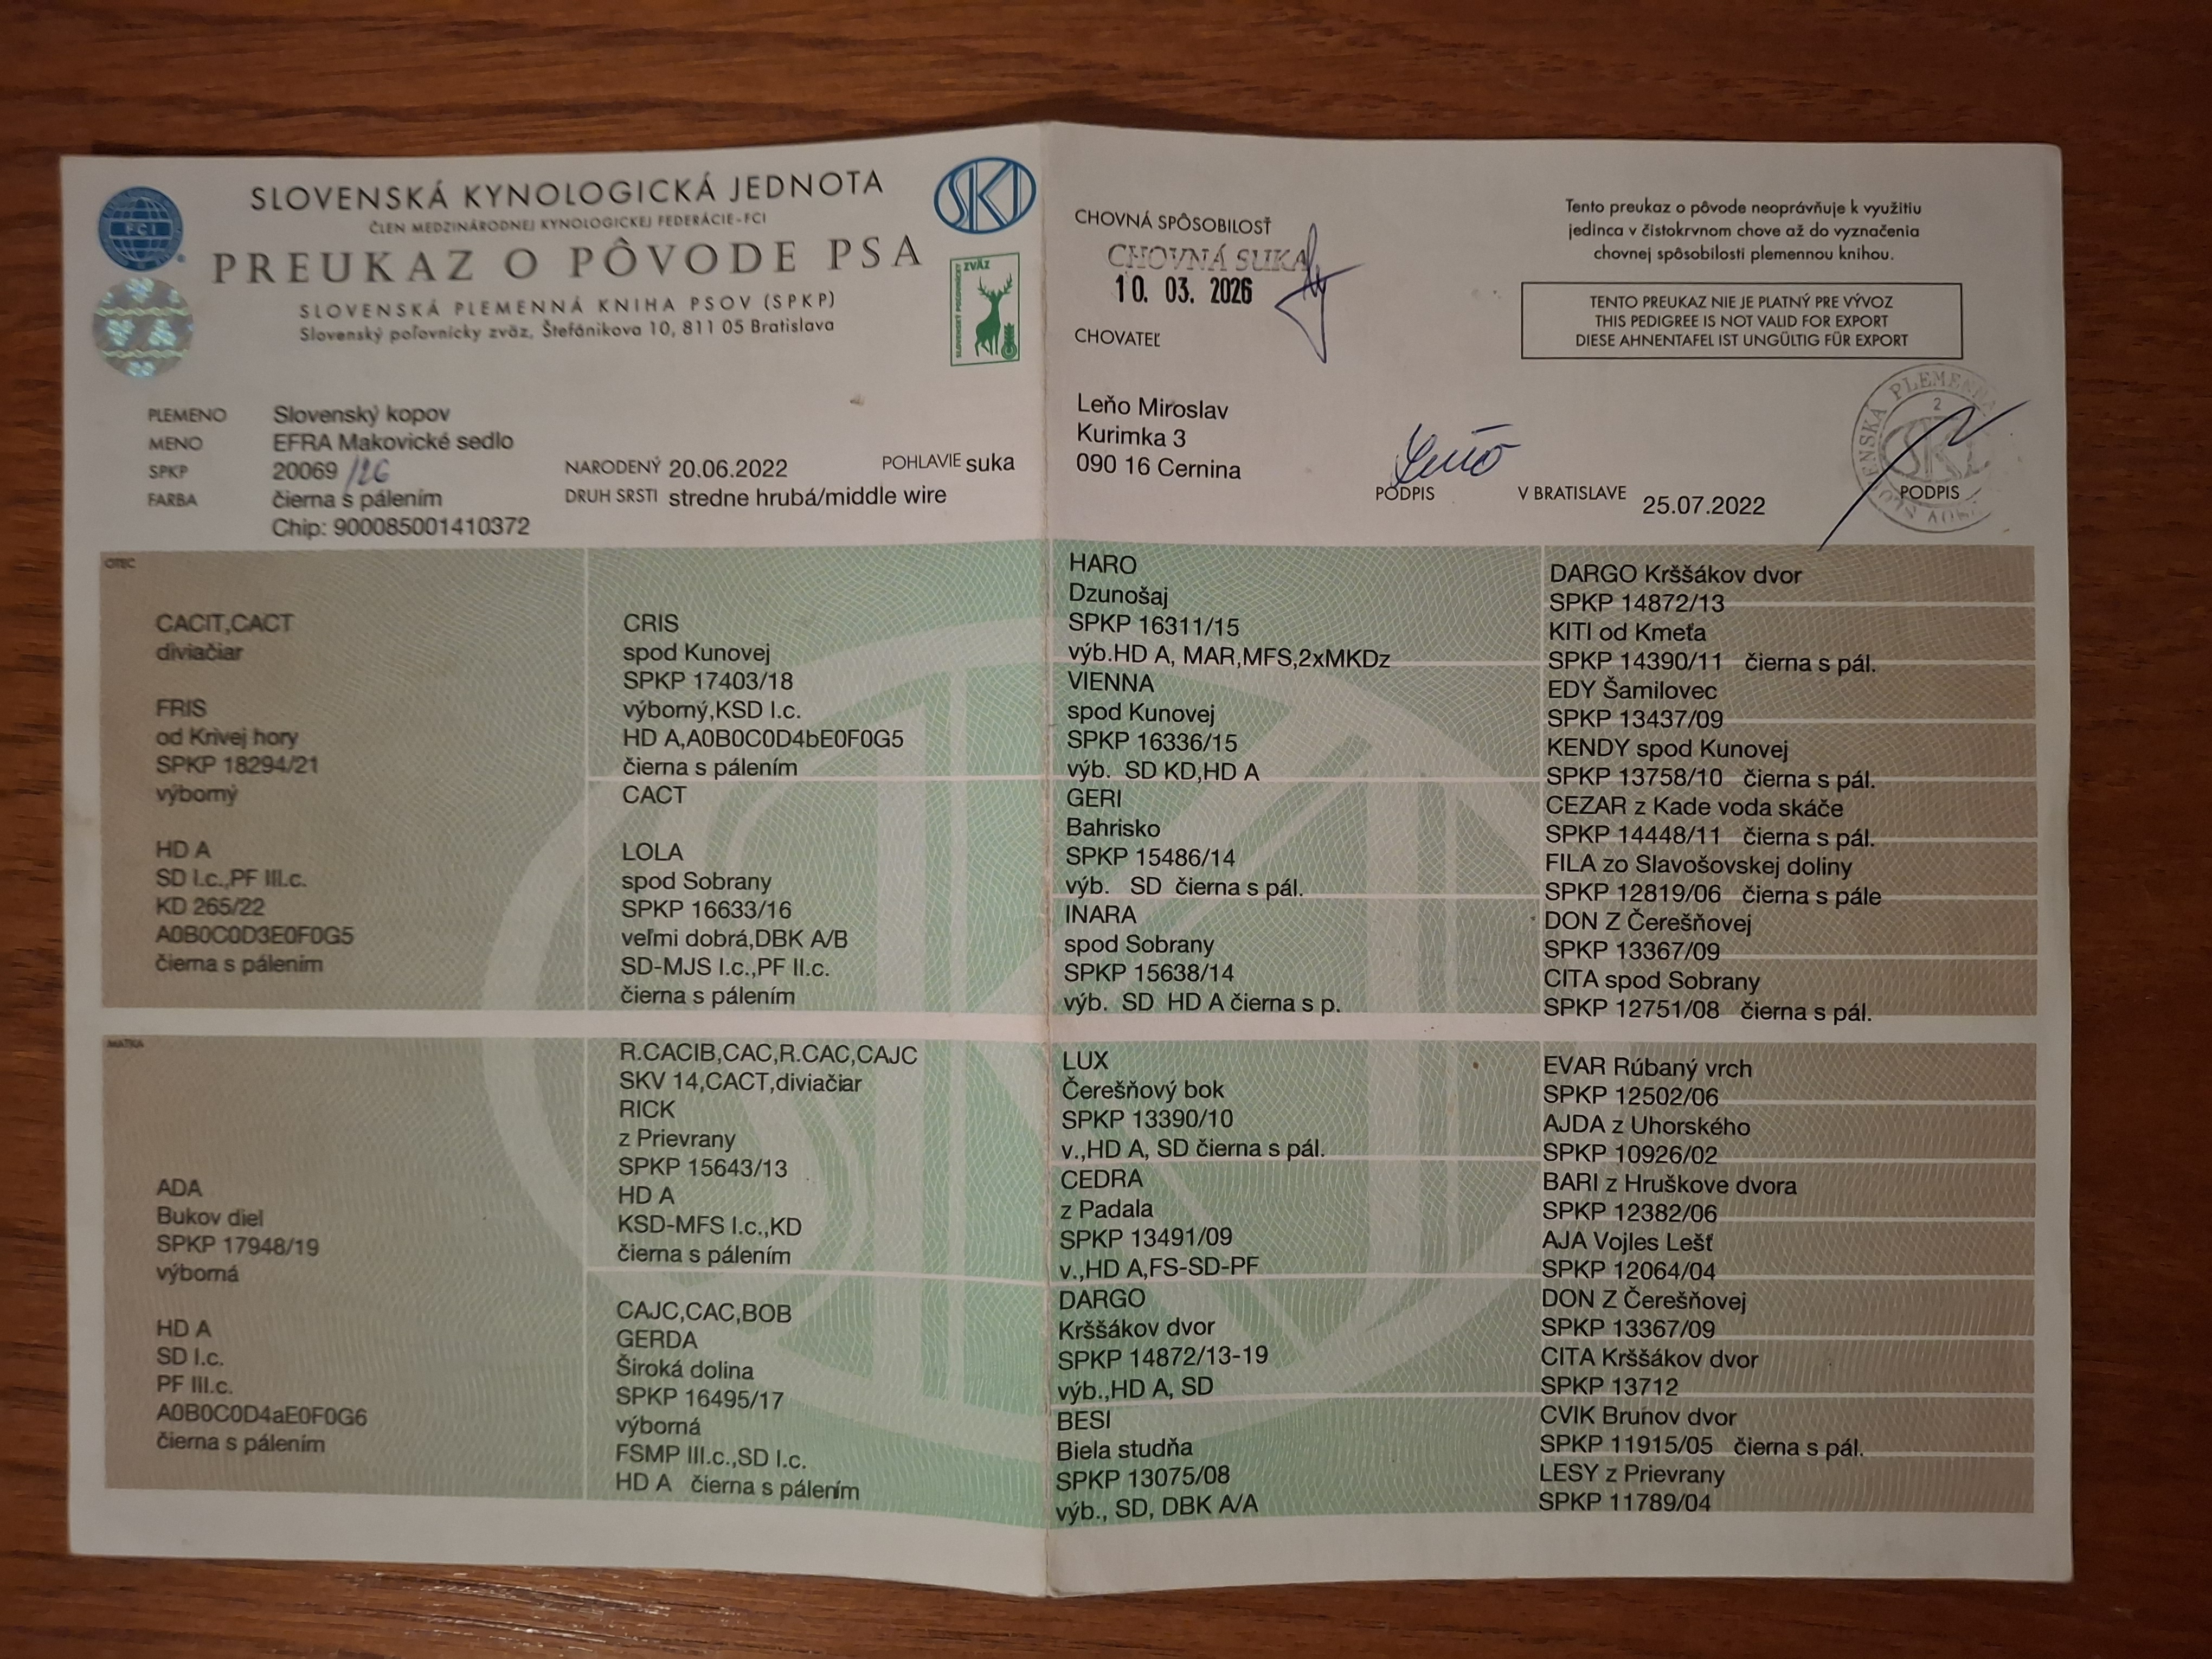 FCI
SLOVENSKÁ KYNOLOGICKÁ JEDNOTA
ČLEN MEDZINÁRODNEJ KYNOLOGICKEJ FEDERÁCIE-FCI
PREUKAZ O PÔVODE PSA
SLOVENSKÁ PLEMENNÁ KNIHA PSOV (SPKP)
Slovenský poľovnícky zväz, Štefánikova 10, 811 05 Bratislava
SKJ
SLOVENSKÝ POĽOVNÍCKY ZVÄZ
PLEMENO Slovenský kopov
MENO EFRA Makovické sedlo
SPKP 20069 /26 NARODENÝ 20.06.2022 POHLAVIE suka
FARBA čierna s pálením DRUH SRSTI stredne hrubá/middle wire
Chip: 900085001410372
CHOVNÁ SPÔSOBILOSŤ
CHOVNÁ SUKA
10. 03. 2026
CHOVATEĽ
Leňo Miroslav
Kurimka 3
090 16 Cernina
Leňo
PODPIS V BRATISLAVE 25.07.2022 PODPIS
Tento preukaz o pôvode neoprávňuje k využitiu
jedinca v čistokrvnom chove až do vyznačenia
chovnej spôsobilosti plemennou knihou.
TENTO PREUKAZ NIE JE PLATNÝ PRE VÝVOZ
THIS PEDIGREE IS NOT VALID FOR EXPORT
DIESE AHNENTAFEL IST UNGÜLTIG FÜR EXPORT
OTEC
CACIT,CACT
diviačiar
FRIS
od Krivej hory
SPKP 18294/21
výborný
HD A
SD I.c.,PF III.c.
KD 265/22
A0B0C0D3E0F0G5
čierna s pálením
CRIS
spod Kunovej
SPKP 17403/18
výborný,KSD I.c.
HD A,A0B0C0D4bE0F0G5
čierna s pálením
CACT
LOLA
spod Sobrany
SPKP 16633/16
veľmi dobrá,DBK A/B
SD-MJS I.c.,PF II.c.
čierna s pálením
HARO
Dzunošaj
SPKP 16311/15
výb.HD A, MAR,MFS,2xMKDz
VIENNA
spod Kunovej
SPKP 16336/15
výb. SD KD,HD A
GERI
Bahrisko
SPKP 15486/14
výb. SD čierna s pál.
INARA
spod Sobrany
SPKP 15638/14
výb. SD HD A čierna s p.
DARGO Krššákov dvor
SPKP 14872/13
KITI od Kmeťa
SPKP 14390/11 čierna s pál.
EDY Šamilovec
SPKP 13437/09
KENDY spod Kunovej
SPKP 13758/10 čierna s pál.
CEZAR z Kade voda skáče
SPKP 14448/11 čierna s pál.
FILA zo Slavošovskej doliny
SPKP 12819/06 čierna s pále
DON Z Čerešňovej
SPKP 13367/09
CITA spod Sobrany
SPKP 12751/08 čierna s pál.
MATKA
ADA
Bukov diel
SPKP 17948/19
výborná
HD A
SD I.c.
PF III.c.
A0B0C0D4aE0F0G6
čierna s pálením
R.CACIB,CAC,R.CAC,CAJC
SKV 14,CACT,diviačiar
RICK
z Prievrany
SPKP 15643/13
HD A
KSD-MFS I.c.,KD
čierna s pálením
CAJC,CAC,BOB
GERDA
Široká dolina
SPKP 16495/17
výborná
FSMP III.c.,SD I.c.
HD A čierna s pálením
LUX
Čerešňový bok
SPKP 13390/10
v.,HD A, SD čierna s pál.
CEDRA
z Padala
SPKP 13491/09
v.,HD A,FS-SD-PF
DARGO
Krššákov dvor
SPKP 14872/13-19
výb.,HD A, SD
BESI
Biela studňa
SPKP 13075/08
výb., SD, DBK A/A
EVAR Rúbaný vrch
SPKP 12502/06
AJDA z Uhorského
SPKP 10926/02
BARI z Hruškove dvora
SPKP 12382/06
AJA Vojles Lešť
SPKP 12064/04
DON Z Čerešňovej
SPKP 13367/09
CITA Krššákov dvor
SPKP 13712
CVIK Brunov dvor
SPKP 11915/05 čierna s pál.
LESY z Prievrany
SPKP 11789/04